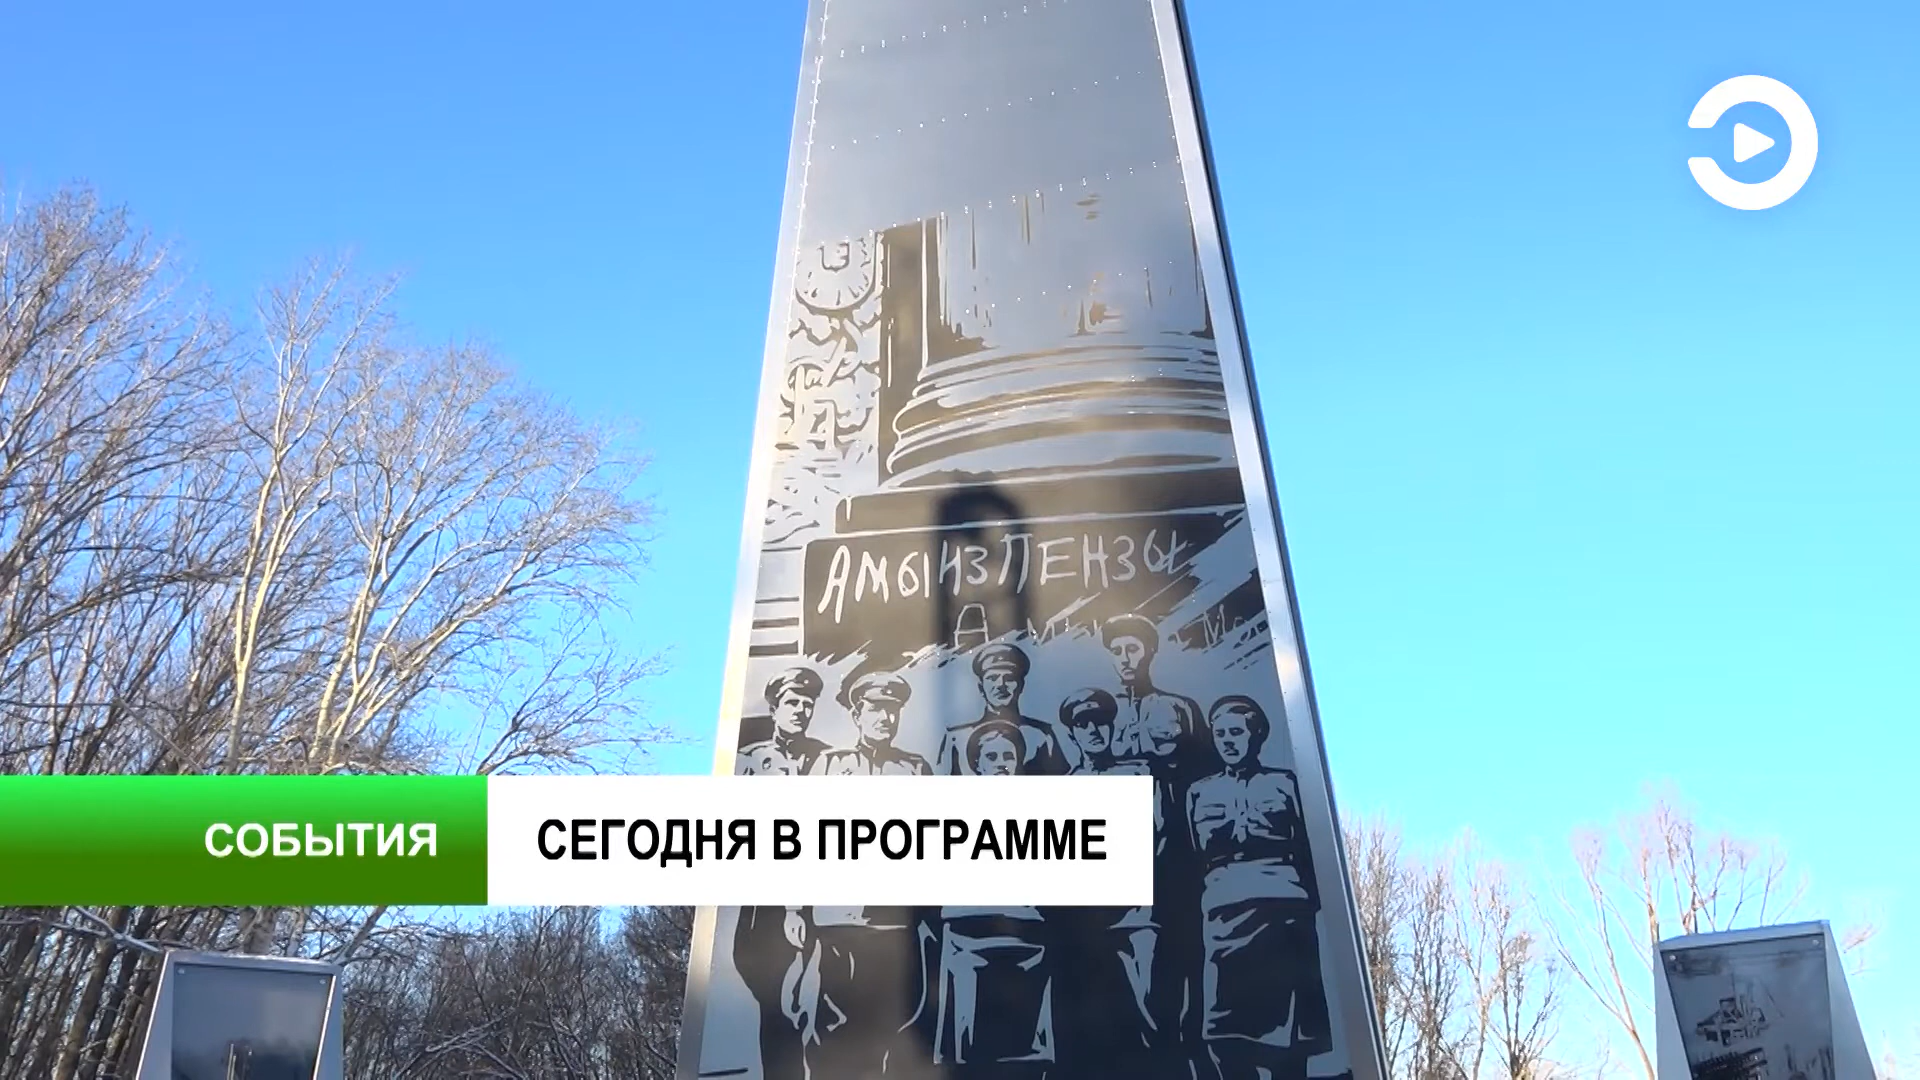 А МЫ ИЗ ПЕНЗЫ
СОБЫТИЯ
СЕГОДНЯ В ПРОГРАММЕ